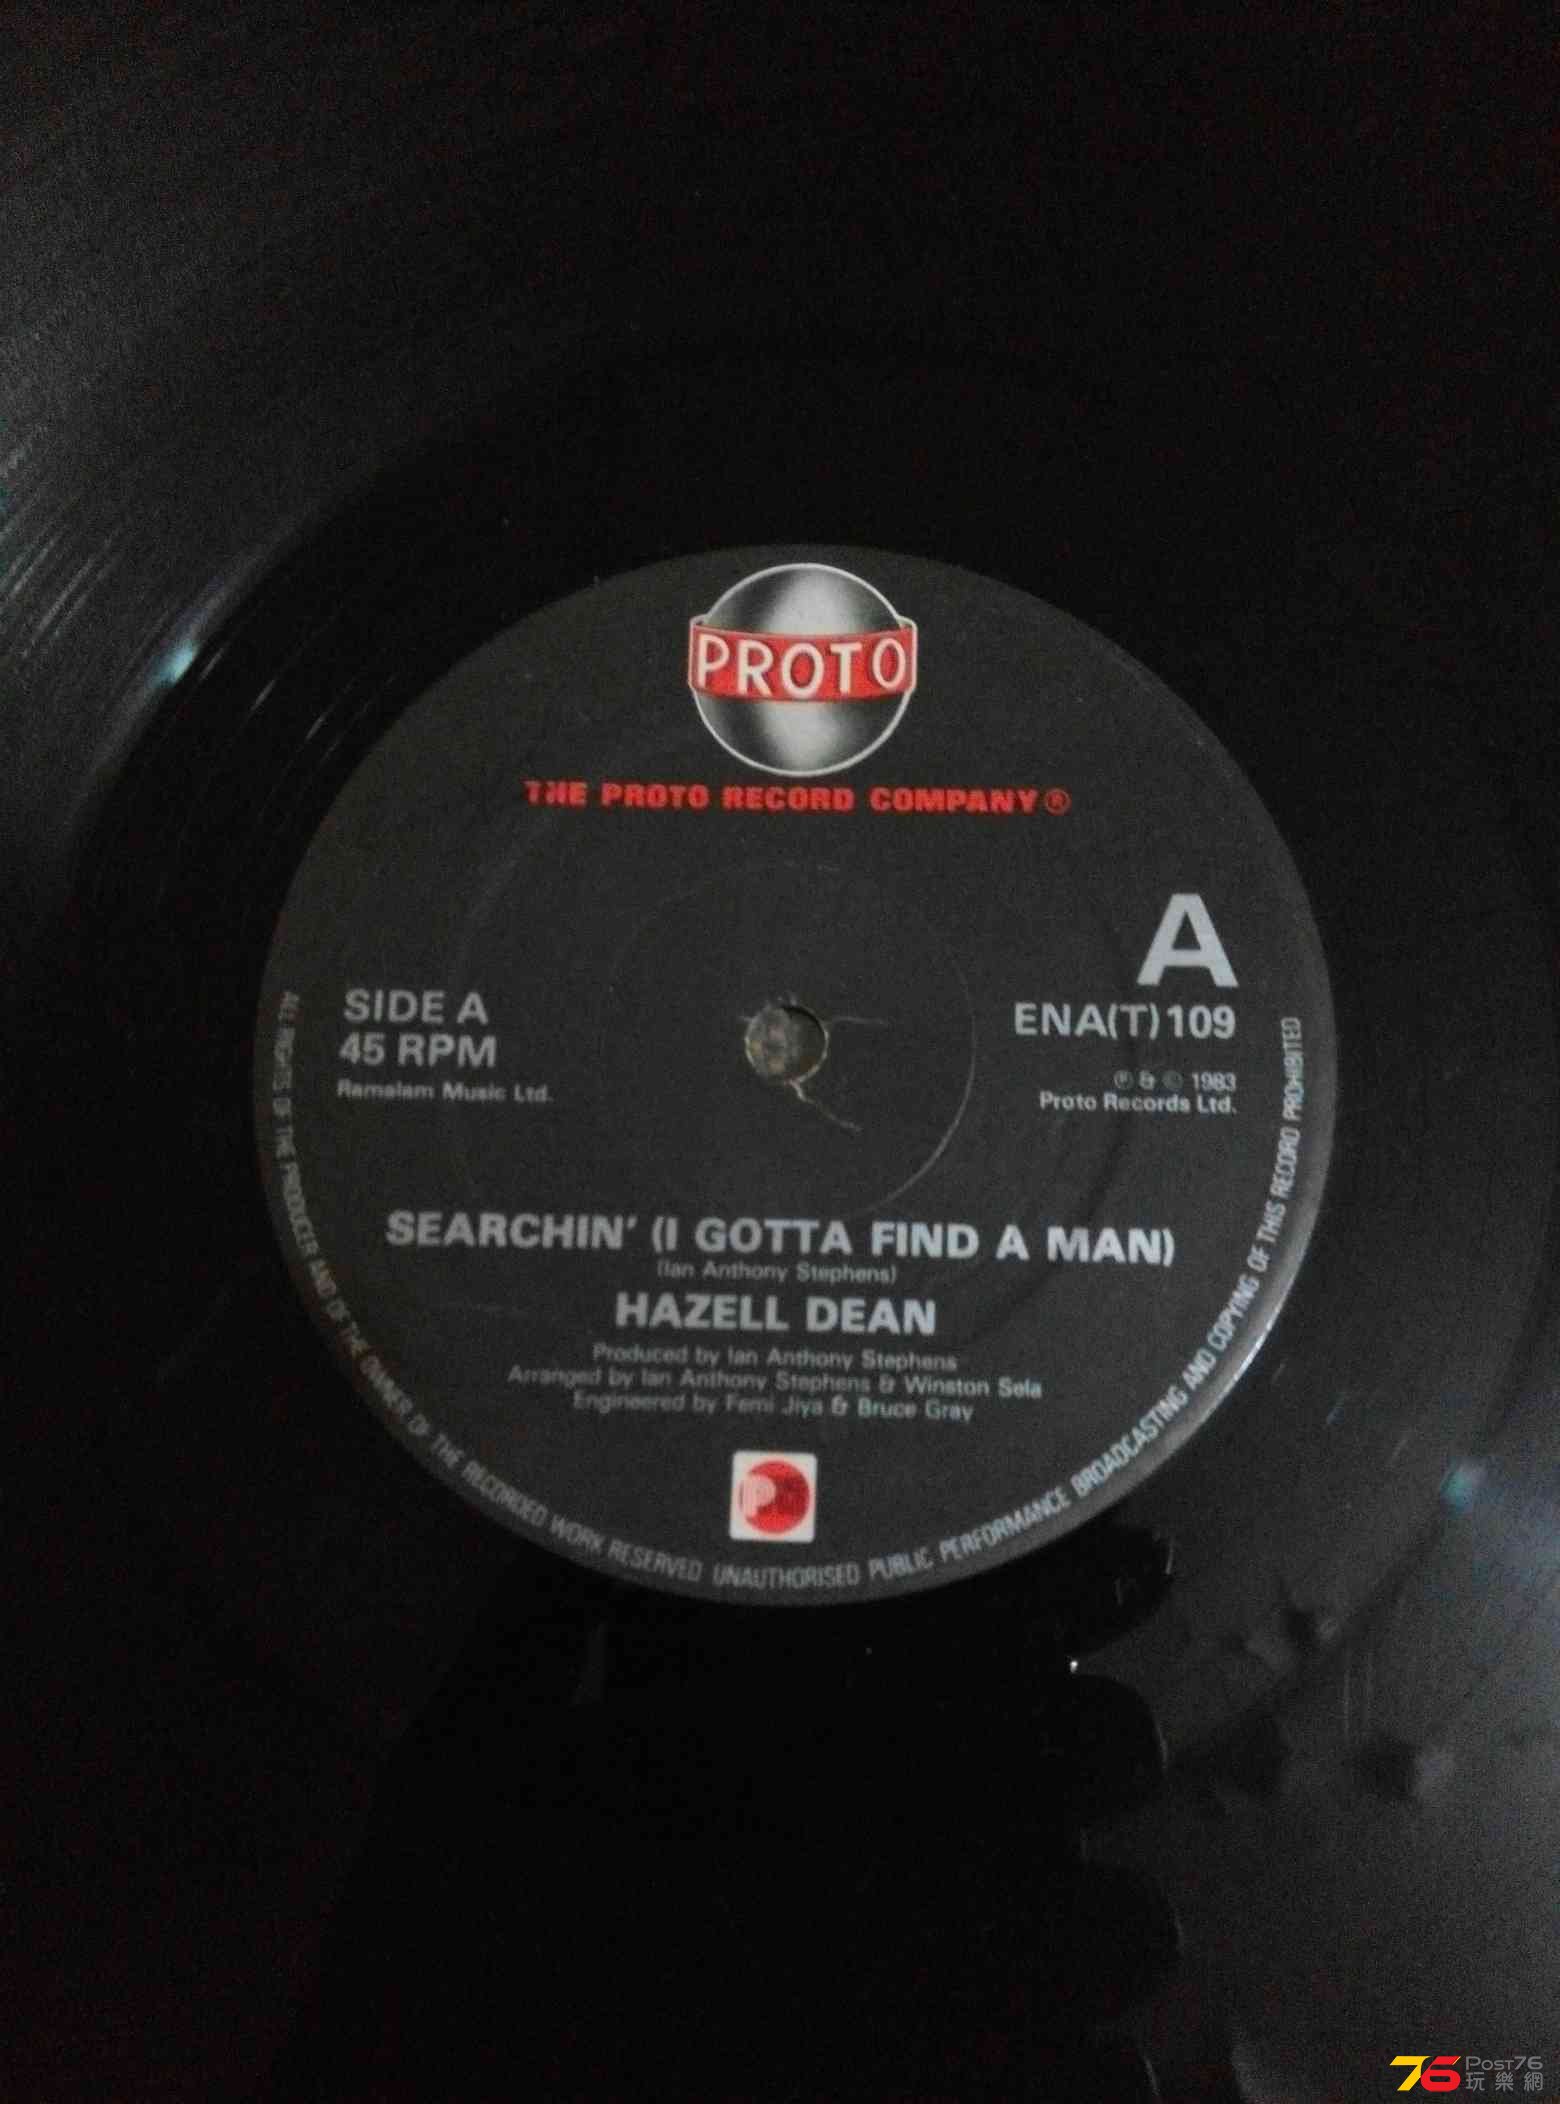 PROTO
THE PROTO RECORD COMPANY®
A
SIDE A
ENA(T)109
45 RPM
Ramalam Music Ltd.
℗ & © 1983
Proto Records Ltd.
SEARCHIN' (I GOTTA FIND A MAN)
(Ian Anthony Stephens)
HAZELL DEAN
Produced by Ian Anthony Stephens
Arranged by Ian Anthony Stephens & Winston Sela
Engineered by Femi Jiya & Bruce Gray
P
ALL RIGHTS OF THE PRODUCER AND OF THE OWNER OF THE RECORDED WORK RESERVED UNAUTHORISED PUBLIC PERFORMANCE BROADCASTING AND COPYING OF THIS RECORD PROHIBITED
76 POST76
玩樂網